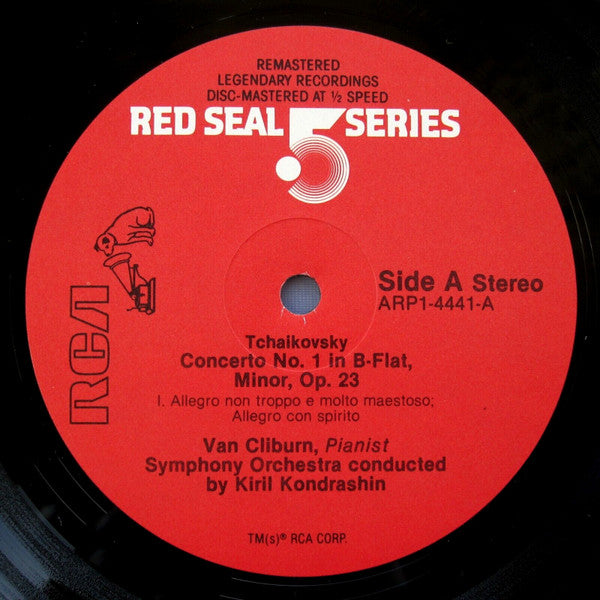 REMASTERED
LEGENDARY RECORDINGS
DISC-MASTERED AT ½ SPEED
RED SEAL .5 SERIES
RCA
Side A Stereo
ARP1-4441-A
Tchaikovsky
Concerto No. 1 in B-Flat,
Minor, Op. 23
I. Allegro non troppo e molto maestoso;
Allegro con spirito
Van Cliburn, Pianist
Symphony Orchestra conducted
by Kiril Kondrashin
TM(s)® RCA CORP.